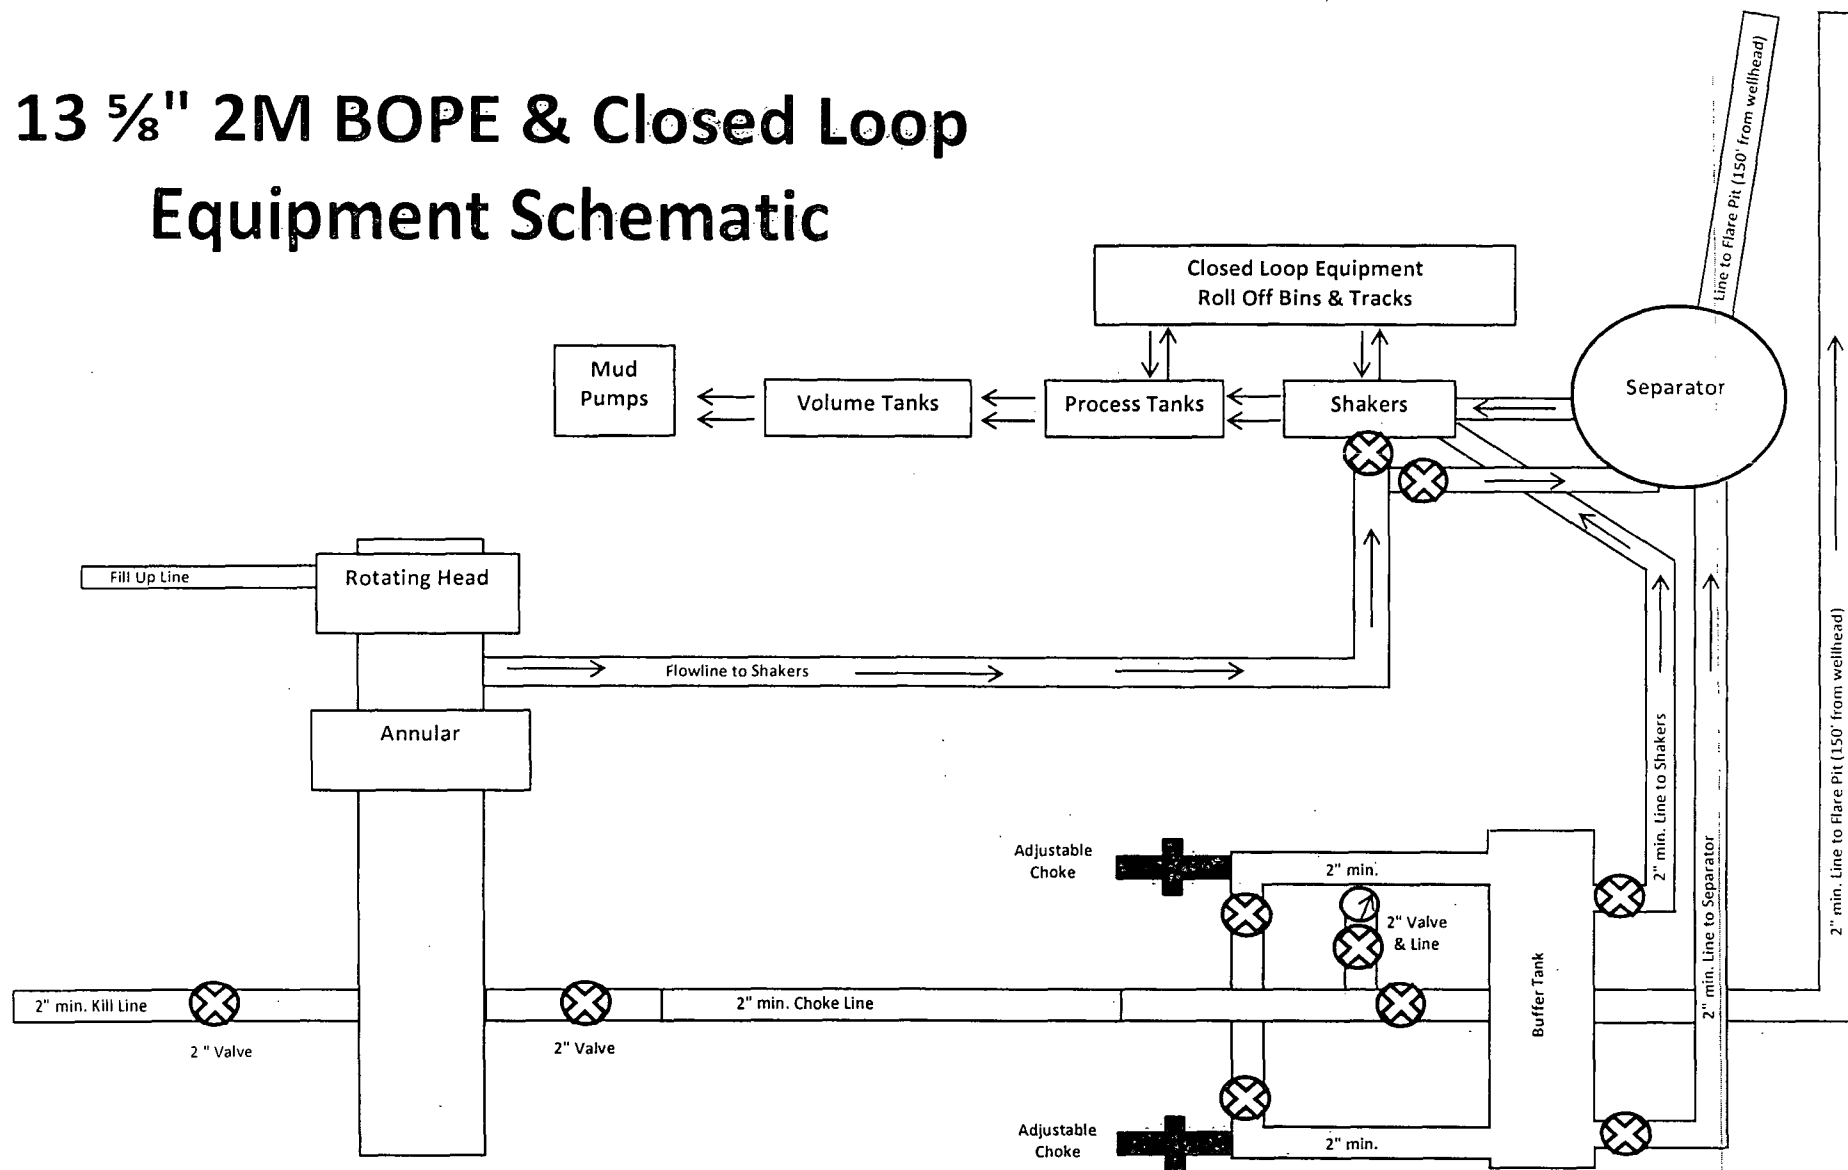 13 ⅝" 2M BOPE & Closed Loop
Equipment Schematic
Line to Flare Pit (150' from wellhead)
Closed Loop Equipment
Roll Off Bins & Tracks
Mud
Pumps
Volume Tanks
Process Tanks
Shakers
Separator
Fill Up Line
Rotating Head
Flowline to Shakers
Annular
2" min. Line to Shakers
2" min. Line to Separator
2" min. Line to Flare Pit (150' from wellhead)
Adjustable
Choke
2" min.
2" Valve
& Line
Buffer Tank
2" min. Kill Line
2" min. Choke Line
2 " Valve
2" Valve
Adjustable
Choke
2" min.